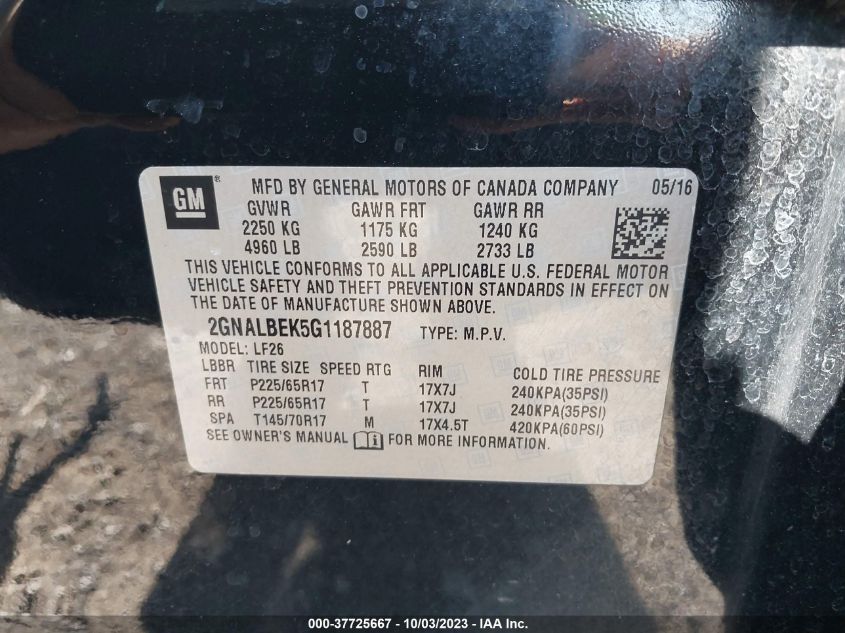 GM ® MFD BY GENERAL MOTORS OF CANADA COMPANY 05/16
GVWR GAWR FRT GAWR RR
2250 KG 1175 KG 1240 KG
4960 LB 2590 LB 2733 LB
THIS VEHICLE CONFORMS TO ALL APPLICABLE U.S. FEDERAL MOTOR
VEHICLE SAFETY AND THEFT PREVENTION STANDARDS IN EFFECT ON
THE DATE OF MANUFACTURE SHOWN ABOVE.
2GNALBEK5G1187887 TYPE: M.P.V.
MODEL: LF26
LBBR TIRE SIZE SPEED RTG RIM COLD TIRE PRESSURE
FRT P225/65R17 T 17X7J 240KPA(35PSI)
RR P225/65R17 T 17X7J 240KPA(35PSI)
SPA T145/70R17 M 17X4.5T 420KPA(60PSI)
SEE OWNER'S MANUAL FOR MORE INFORMATION.
000-37725667 - 10/03/2023 - IAA Inc.